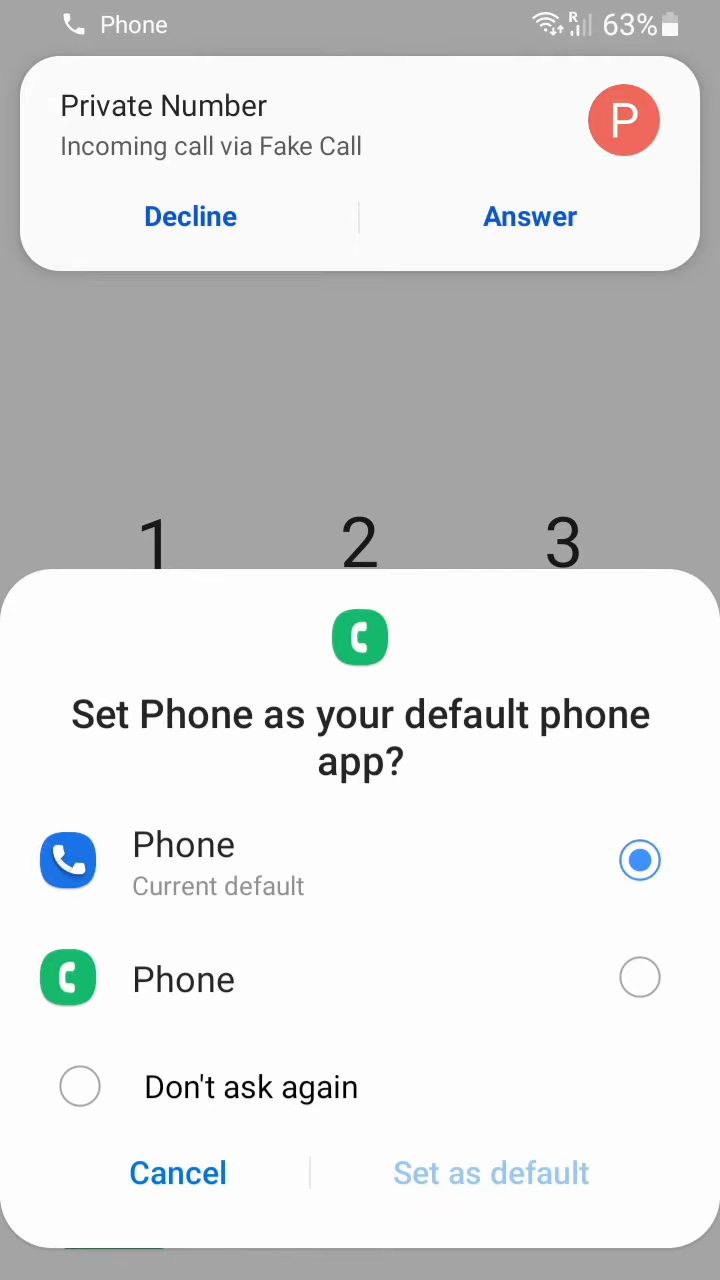 Phone
R
63%
Private Number
P
Incoming call via Fake Call
Decline
Answer
1 2 3
Set Phone as your default phone
app?
Phone
Current default
Phone
Don't ask again
Cancel
Set as default